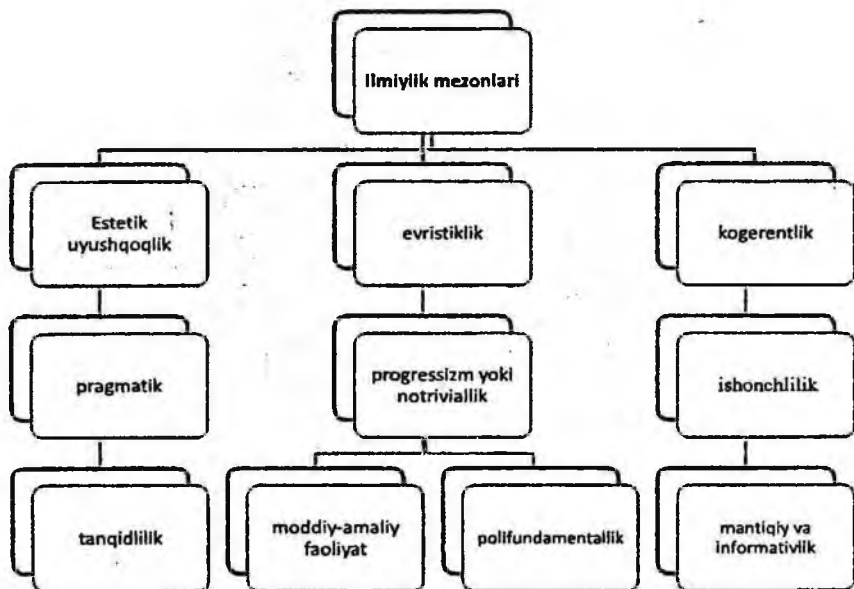 Ilmiylik mezonlari
Estetik
uyushqoqlik
evristiklik
kogerentlik
pragmatik
progressizm yoki
notriviallik
ishonchlilik
tanqidlilik
moddiy-amaliy
faoliyat
polifundamentallik
mantiqiy va
informativlik